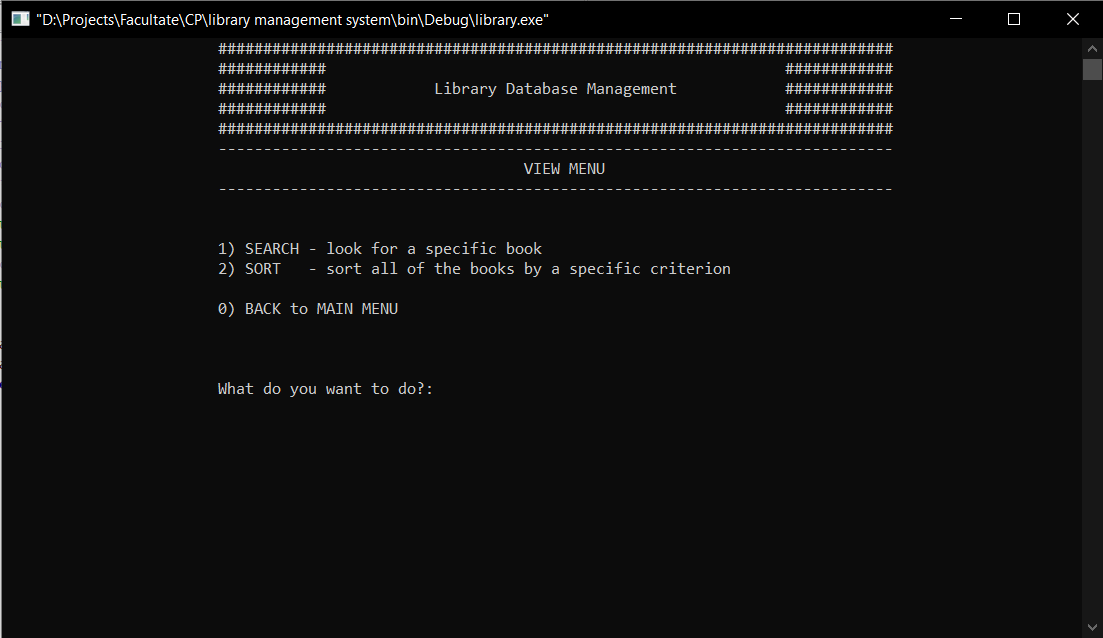 "D:\Projects\Facultate\CP\library management system\bin\Debug\library.exe"
###########################################################################
############                                                   ############
############            Library Database Management            ############
############                                                   ############
###########################################################################
---------------------------------------------------------------------------
VIEW MENU
---------------------------------------------------------------------------
1) SEARCH - look for a specific book
2) SORT   - sort all of the books by a specific criterion
0) BACK to MAIN MENU
What do you want to do?: